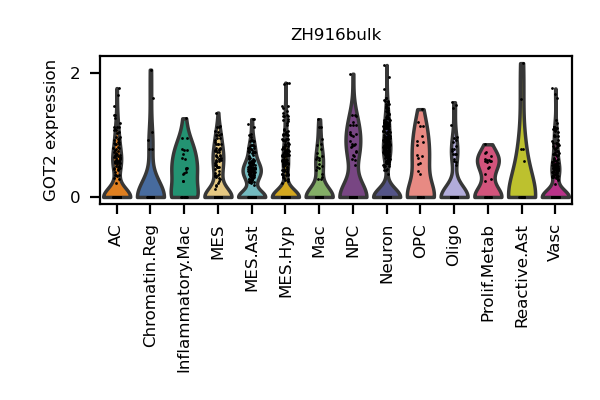 ZH916bulk
GOT2 expression
2
0
AC
Chromatin.Reg
Inflammatory.Mac
MES
MES.Ast
MES.Hyp
Mac
NPC
Neuron
OPC
Oligo
Prolif.Metab
Reactive.Ast
Vasc